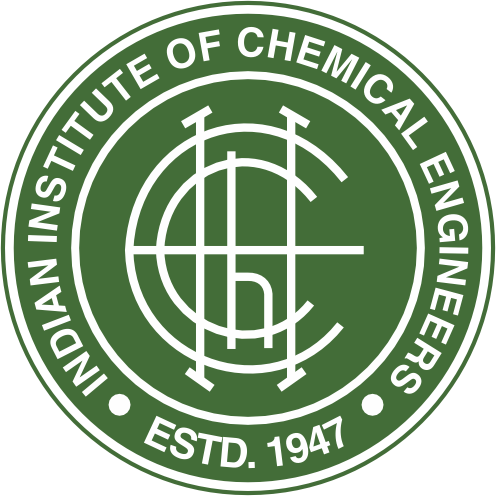 INDIAN INSTITUTE OF CHEMICAL ENGINEERS
ESTD. 1947